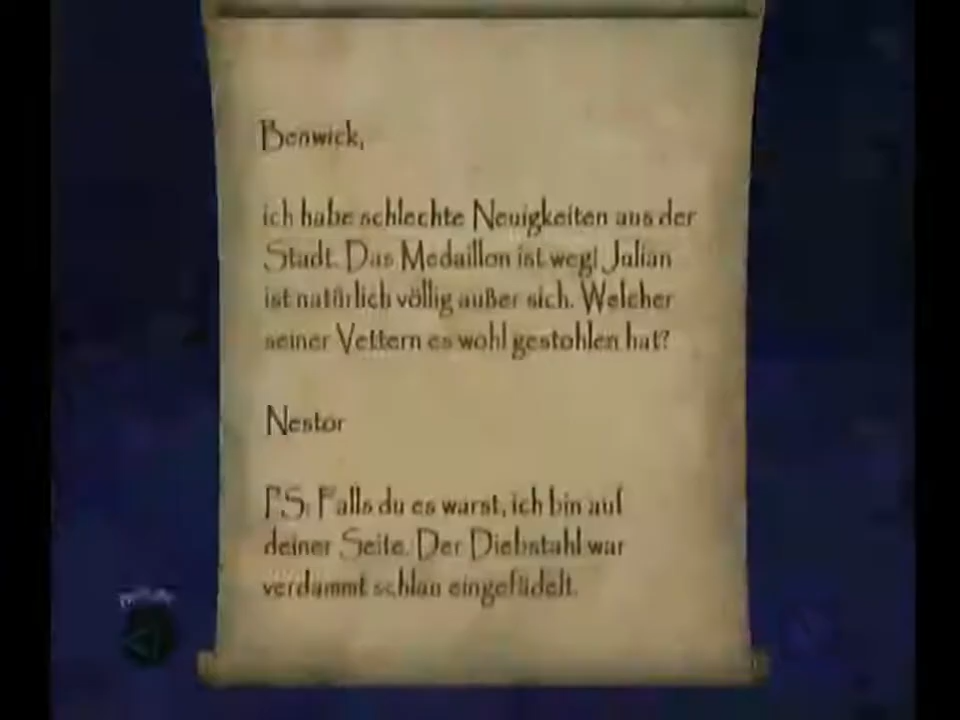 Benwick,
ich habe schlechte Neuigkeiten aus der
Stadt. Das Medaillon ist weg! Julian
ist natürlich völlig außer sich. Welcher
seiner Vettern es wohl gestohlen hat?
Nestor
PS: Falls du es warst, ich bin auf
deiner Seite. Der Diebstahl war
verdammt schlau eingefädelt.